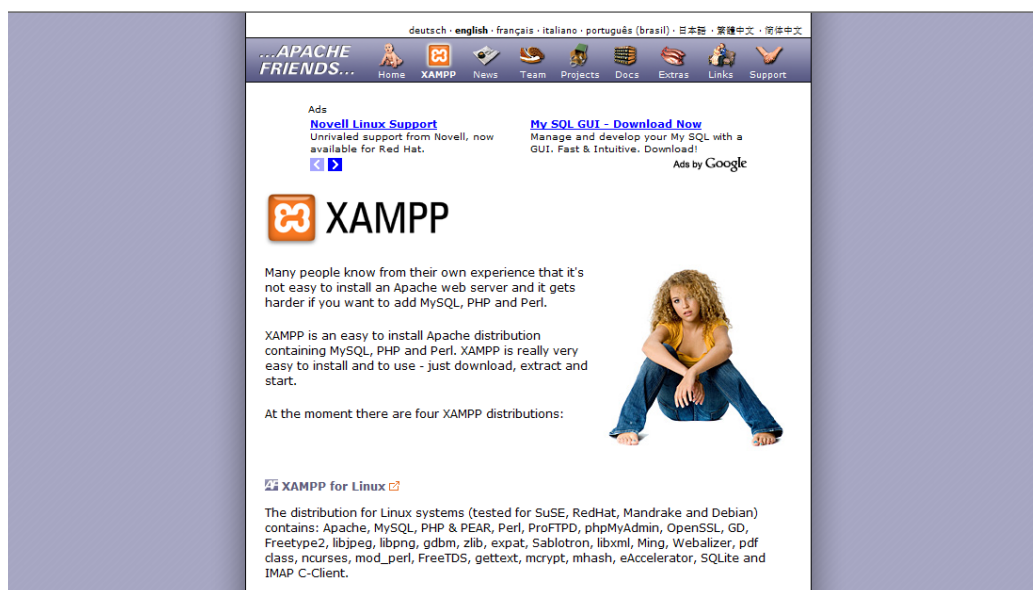 deutsch · english · français · italiano · português (brasil) · 日本語 · 繁體中文 · 简体中文
...APACHE
FRIENDS...
Home XAMPP News Team Projects Docs Extras Links Support
Ads
Novell Linux Support
Unrivaled support from Novell, now
available for Red Hat.
My SQL GUI - Download Now
Manage and develop your My SQL with a
GUI. Fast & Intuitive. Download!
Ads by Google
XAMPP
Many people know from their own experience that it's
not easy to install an Apache web server and it gets
harder if you want to add MySQL, PHP and Perl.
XAMPP is an easy to install Apache distribution
containing MySQL, PHP and Perl. XAMPP is really very
easy to install and to use - just download, extract and
start.
At the moment there are four XAMPP distributions:
AF XAMPP for Linux
The distribution for Linux systems (tested for SuSE, RedHat, Mandrake and Debian)
contains: Apache, MySQL, PHP & PEAR, Perl, ProFTPD, phpMyAdmin, OpenSSL, GD,
Freetype2, libjpeg, libpng, gdbm, zlib, expat, Sablotron, libxml, Ming, Webalizer, pdf
class, ncurses, mod_perl, FreeTDS, gettext, mcrypt, mhash, eAccelerator, SQLite and
IMAP C-Client.